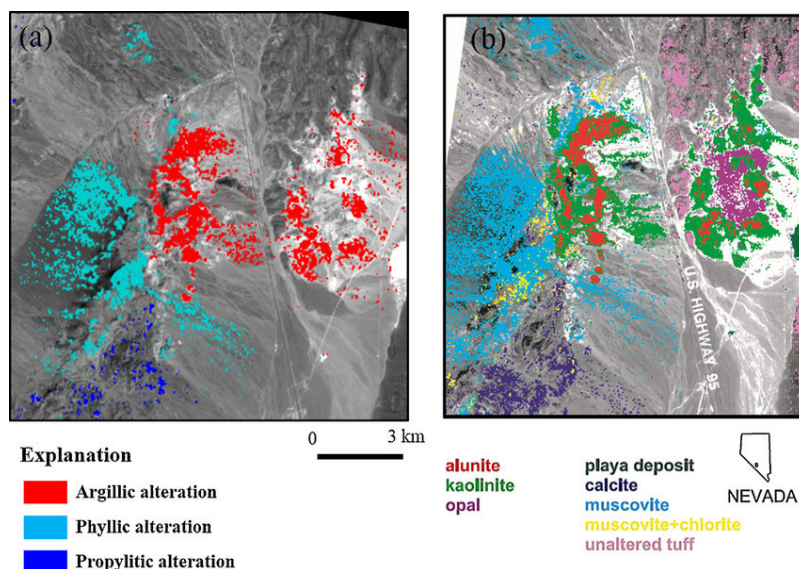 (a)
(b)
U.S. HIGHWAY 95
0 3 km
Explanation
Argillic alteration
Phyllic alteration
Propylitic alteration
alunite
kaolinite
opal
playa deposit
calcite
muscovite
muscovite+chlorite
unaltered tuff
NEVADA